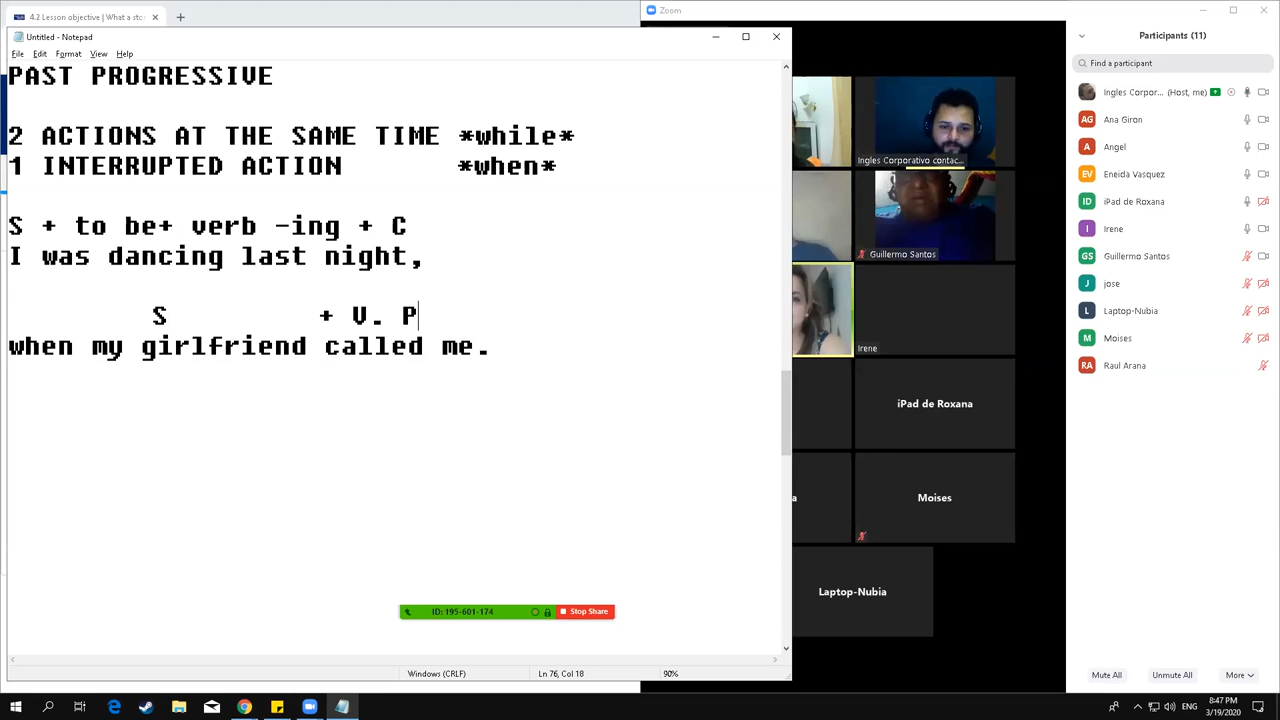 4.2 Lesson objective | What a sto
Zoom
Untitled - Notepad
File Edit Format View Help
PAST PROGRESSIVE
2 ACTIONS AT THE SAME TIME *while*
1 INTERRUPTED ACTION *when*
S + to be+ verb -ing + C
I was dancing last night,
S + V. P
when my girlfriend called me.
ID: 195-601-174 Stop Share
Windows (CRLF) Ln 76, Col 18 90%
Ingles Corporativo contac...
Guillermo Santos
Irene
iPad de Roxana
Moises
Laptop-Nubia
Participants (11)
Find a participant
Ingles Corpor... (Host, me)
AG Ana Giron
A Angel
EV Eneida Vasquez
ID iPad de Roxana
I Irene
GS Guillermo Santos
J jose
L Laptop-Nubia
M Moises
RA Raul Arana
Mute All Unmute All More
ENG 8:47 PM
3/19/2020